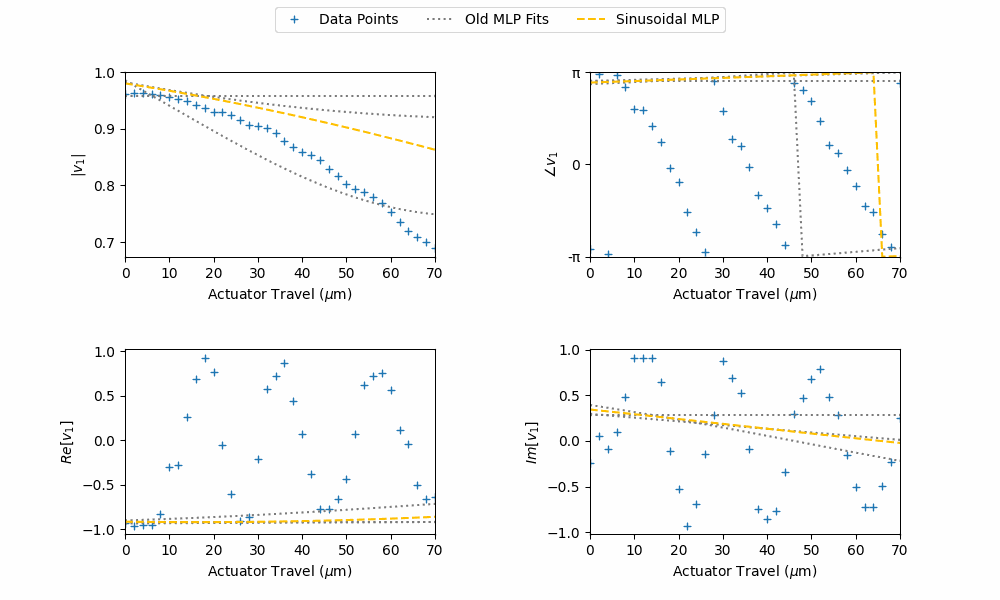 Data Points Old MLP Fits Sinusoidal MLP
1.0
0.9
0.8
0.7
|v₁|
0 10 20 30 40 50 60 70
Actuator Travel (μm)
π
0
-π
∠v₁
0 10 20 30 40 50 60 70
Actuator Travel (μm)
1.0
0.5
0.0
−0.5
−1.0
Re[v₁]
0 10 20 30 40 50 60 70
Actuator Travel (μm)
1.0
0.5
0.0
−0.5
−1.0
Im[v₁]
0 10 20 30 40 50 60 70
Actuator Travel (μm)